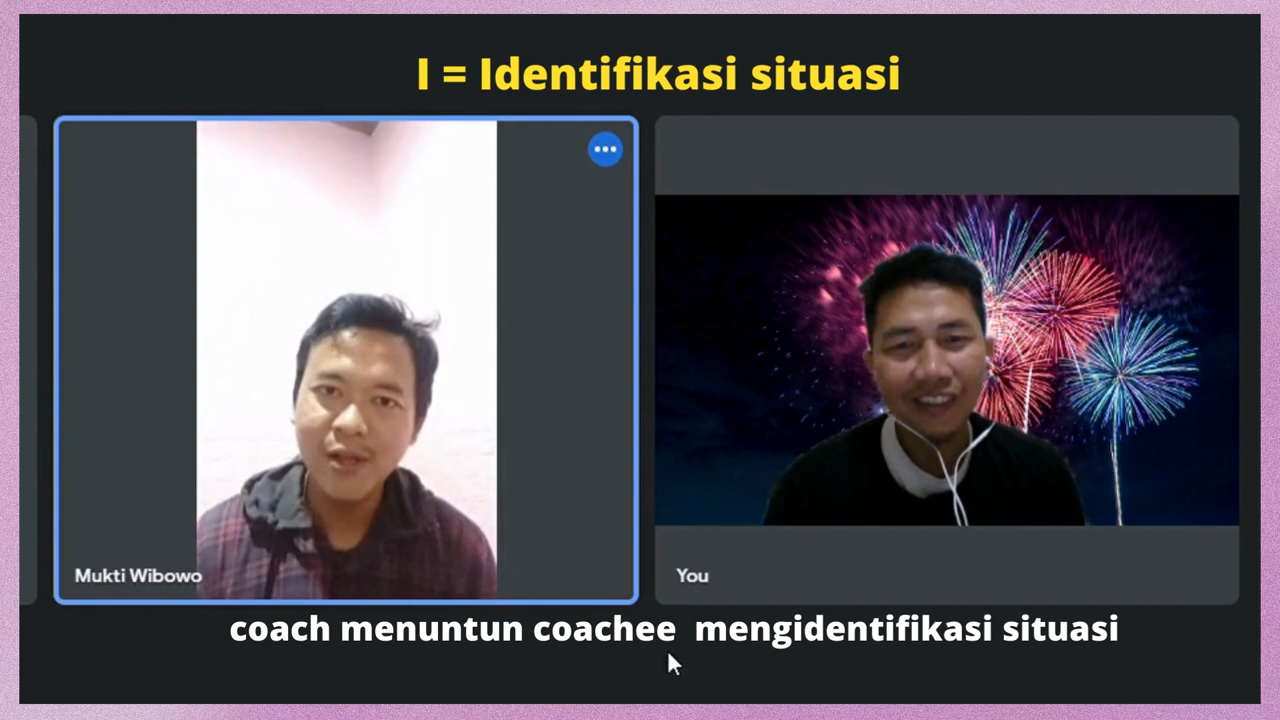 I = Identifikasi situasi
Mukti Wibowo
You
coach menuntun coachee  mengidentifikasi situasi